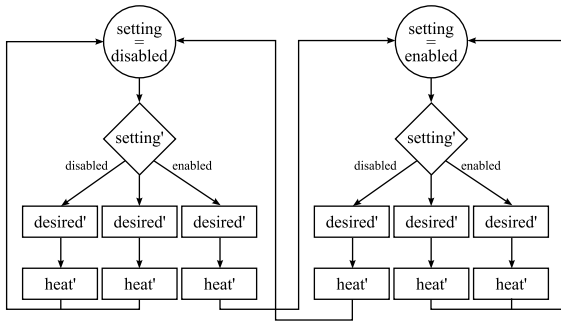 setting
=
disabled
setting'
disabled
enabled
desired'
desired'
desired'
heat'
heat'
heat'
setting
=
enabled
setting'
disabled
enabled
desired'
desired'
desired'
heat'
heat'
heat'